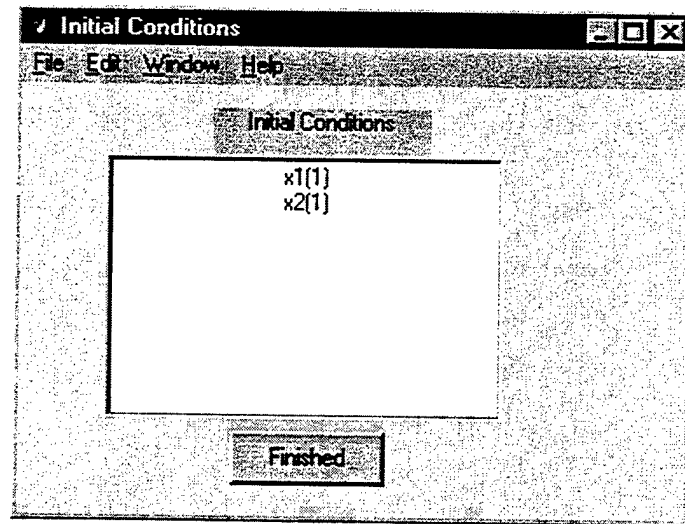 Initial Conditions
File Edit Window Help
Initial Conditions
x1(1)
x2(1)
Finished